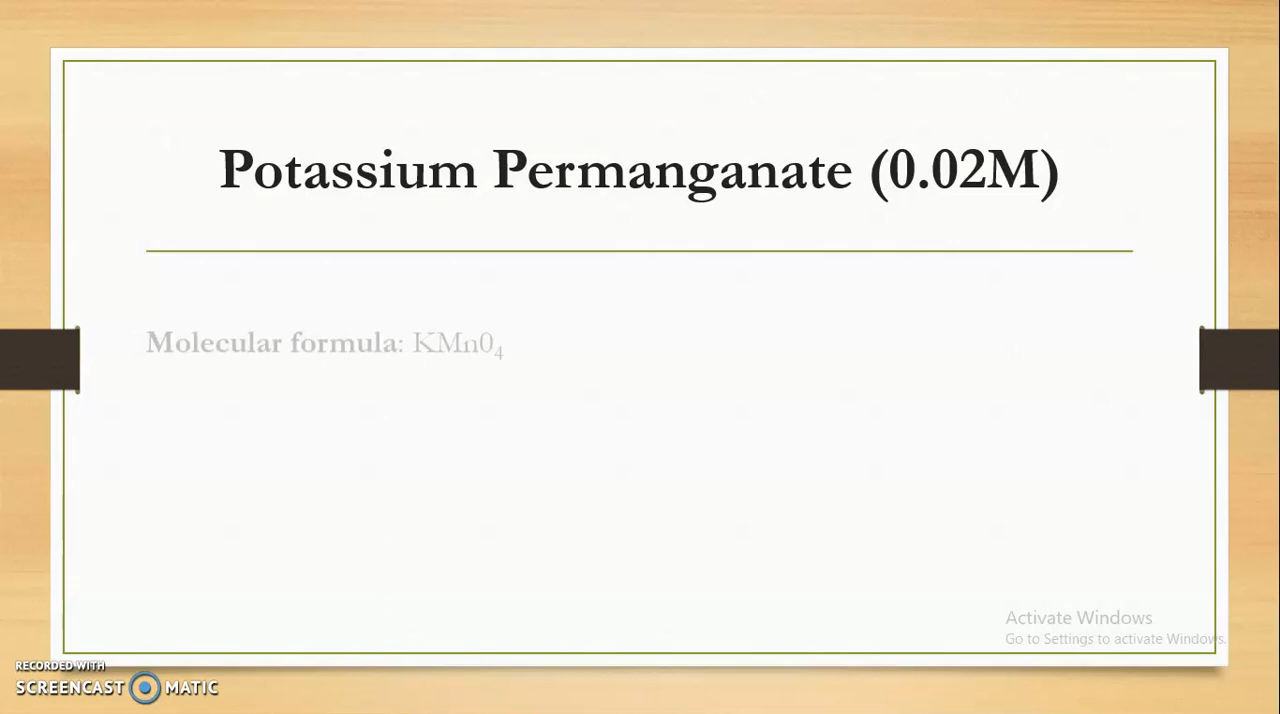 Potassium Permanganate (0.02M)
Molecular formula: KMn0₄
Activate Windows
Go to Settings to activate Windows.
RECORDED WITH
SCREENCAST MATIC